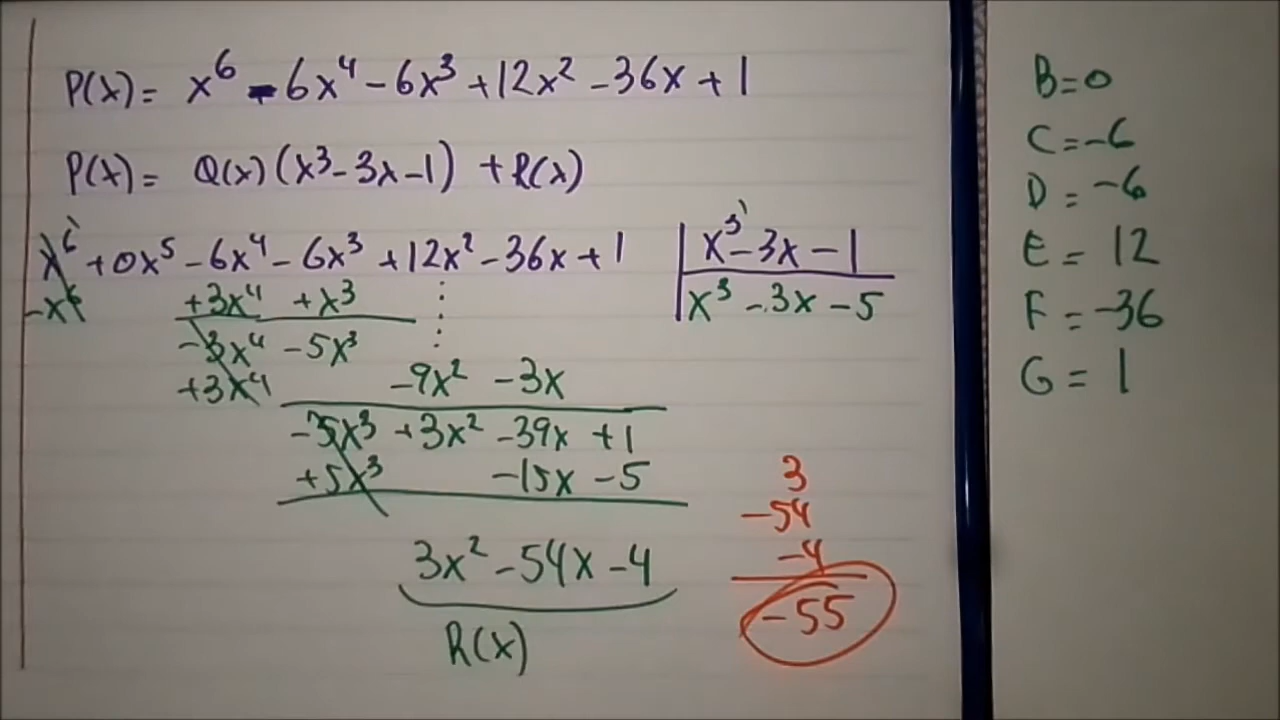 P(x) = x⁶ - 6x⁴ - 6x³ + 12x² - 36x + 1
P(x) = Q(x)(x³ - 3x - 1) + R(x)
x⁶ + 0x⁵ - 6x⁴ - 6x³ + 12x² - 36x + 1
x³ - 3x - 1
-x⁶ +3x⁴ +x³
x³ - 3x - 5
-3x⁴ - 5x³
+3x⁴ -9x² -3x
-5x³ +3x² -39x +1
+5x³ -15x -5
3x² - 54x - 4
R(x)
3
-54
-4
-55
B = 0
C = -6
D = -6
E = 12
F = -36
G = 1